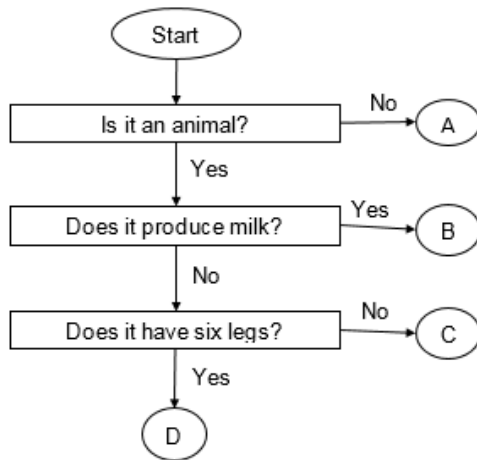 Start
Is it an animal?
No
A
Yes
Does it produce milk?
Yes
B
No
Does it have six legs?
No
C
Yes
D